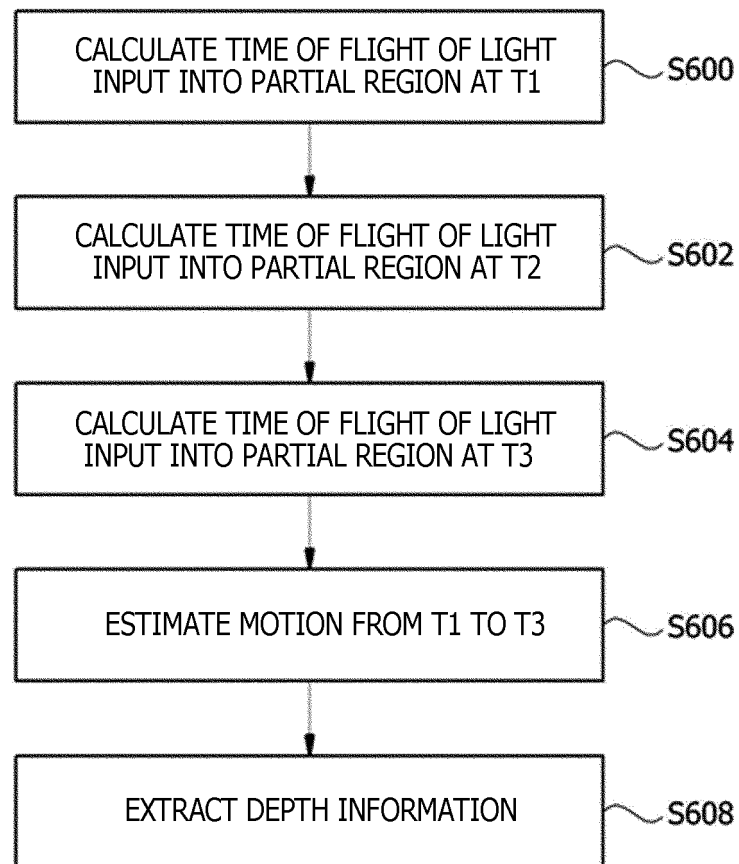 CALCULATE TIME OF FLIGHT OF LIGHT
INPUT INTO PARTIAL REGION AT T1
S600
CALCULATE TIME OF FLIGHT OF LIGHT
INPUT INTO PARTIAL REGION AT T2
S602
CALCULATE TIME OF FLIGHT OF LIGHT
INPUT INTO PARTIAL REGION AT T3
S604
ESTIMATE MOTION FROM T1 TO T3
S606
EXTRACT DEPTH INFORMATION
S608